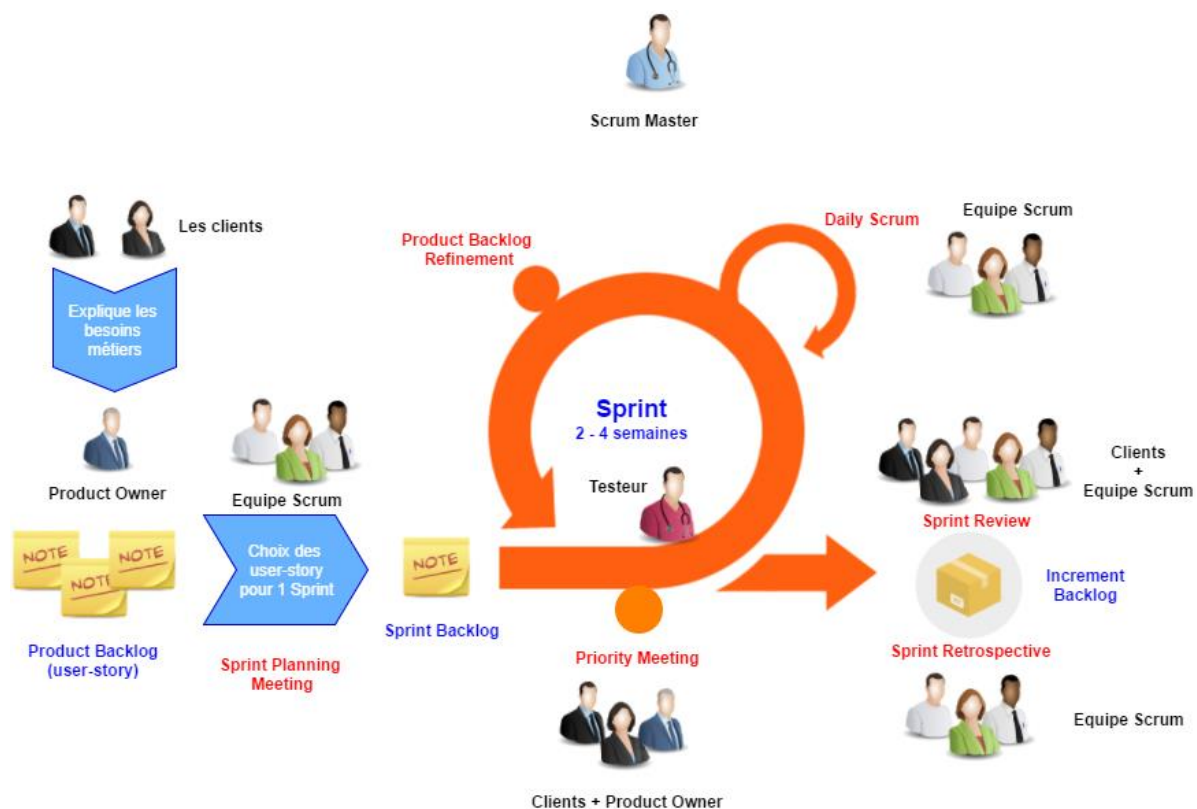 Scrum Master
Les clients
Explique les
besoins
métiers
Product Owner
Equipe Scrum
NOTE
NOTE
NOTE
Product Backlog
(user-story)
Choix des
user-story
pour 1 Sprint
Sprint Planning
Meeting
NOTE
Sprint Backlog
Product Backlog
Refinement
Daily Scrum
Equipe Scrum
Sprint
2 - 4 semaines
Testeur
Priority Meeting
Clients + Product Owner
Clients
+
Equipe Scrum
Sprint Review
Increment
Backlog
Sprint Retrospective
Equipe Scrum